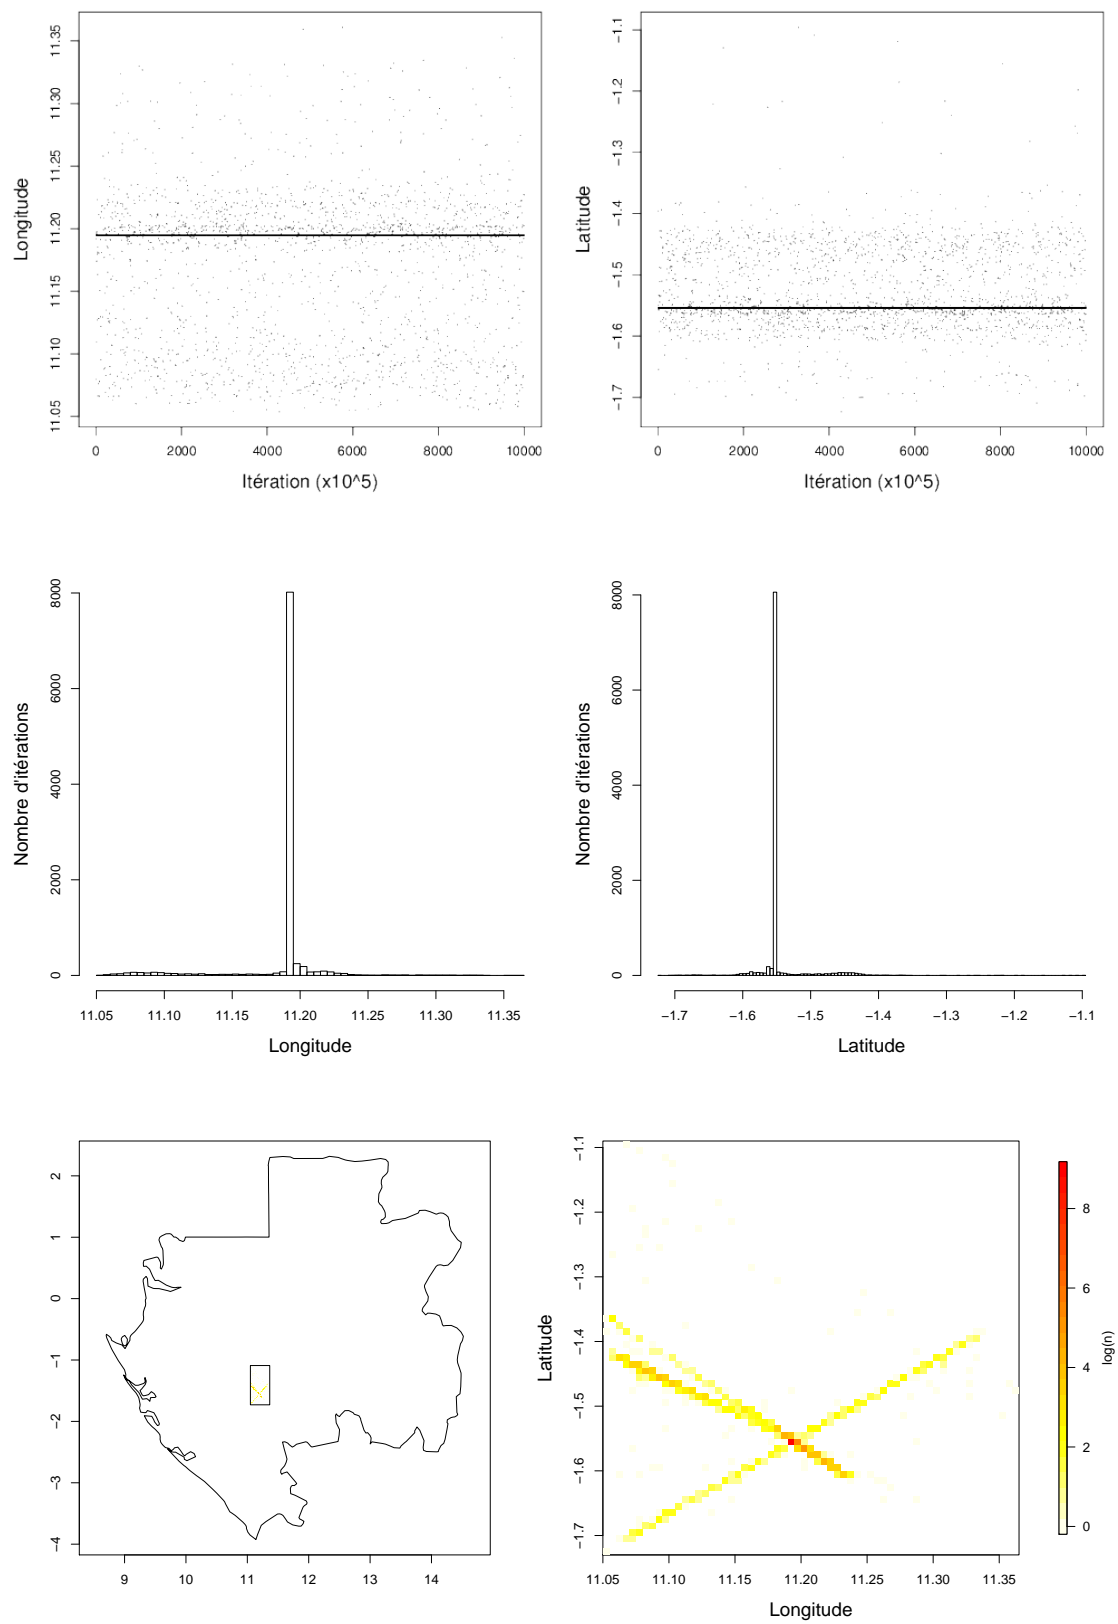 11.05 11.10 11.15 11.20 11.25 11.30 11.35
Longitude
0 2000 4000 6000 8000 10000
Itération (x10^5)
−1.7 −1.6 −1.5 −1.4 −1.3 −1.2 −1.1
Latitude
0 2000 4000 6000 8000 10000
Itération (x10^5)
0 2000 4000 6000 8000
Nombre d'itérations
11.05 11.10 11.15 11.20 11.25 11.30 11.35
Longitude
0 2000 4000 6000 8000
Nombre d'itérations
−1.7 −1.6 −1.5 −1.4 −1.3 −1.2 −1.1
Latitude
−4 −3 −2 −1 0 1 2
9 10 11 12 13 14
−1.7 −1.6 −1.5 −1.4 −1.3 −1.2 −1.1
Latitude
11.05 11.10 11.15 11.20 11.25 11.30 11.35
Longitude
0 2 4 6 8
log(n)